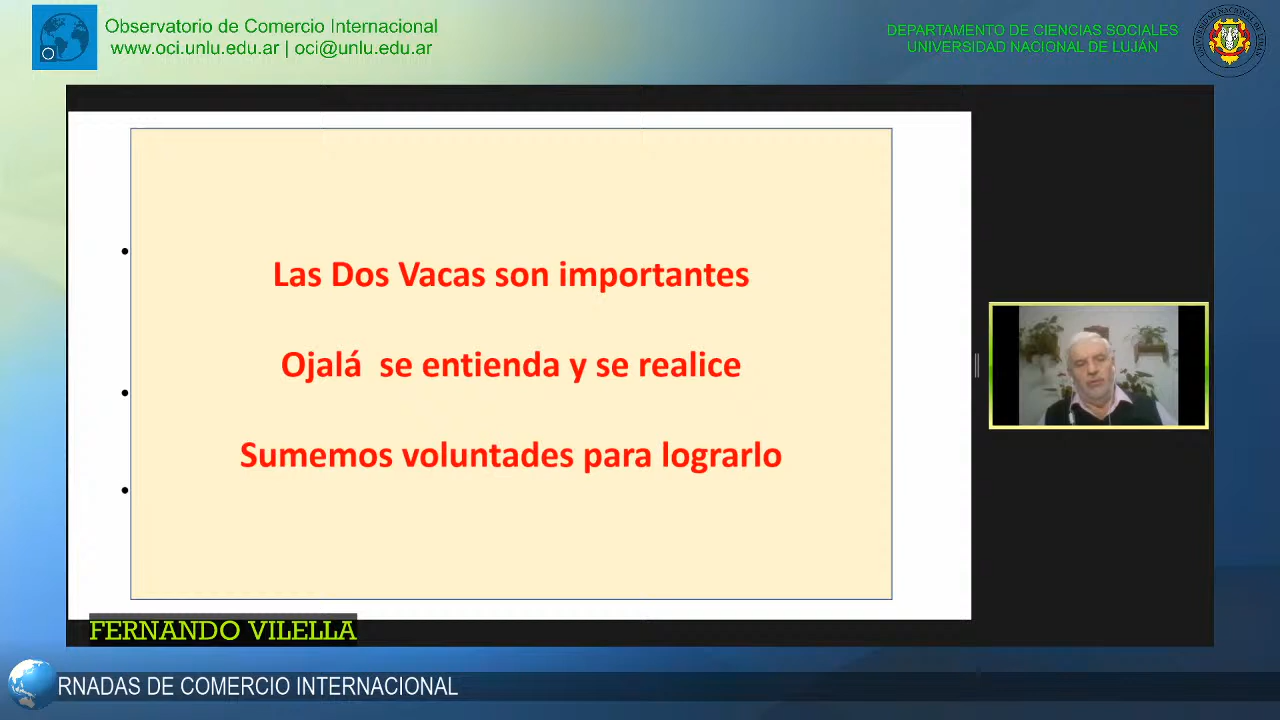 Observatorio de Comercio Internacional
www.oci.unlu.edu.ar | oci@unlu.edu.ar
DEPARTAMENTO DE CIENCIAS SOCIALES
UNIVERSIDAD NACIONAL DE LUJÁN
Las Dos Vacas son importantes
Ojalá se entienda y se realice
Sumemos voluntades para lograrlo
FERNANDO VILELLA
RNADAS DE COMERCIO INTERNACIONAL